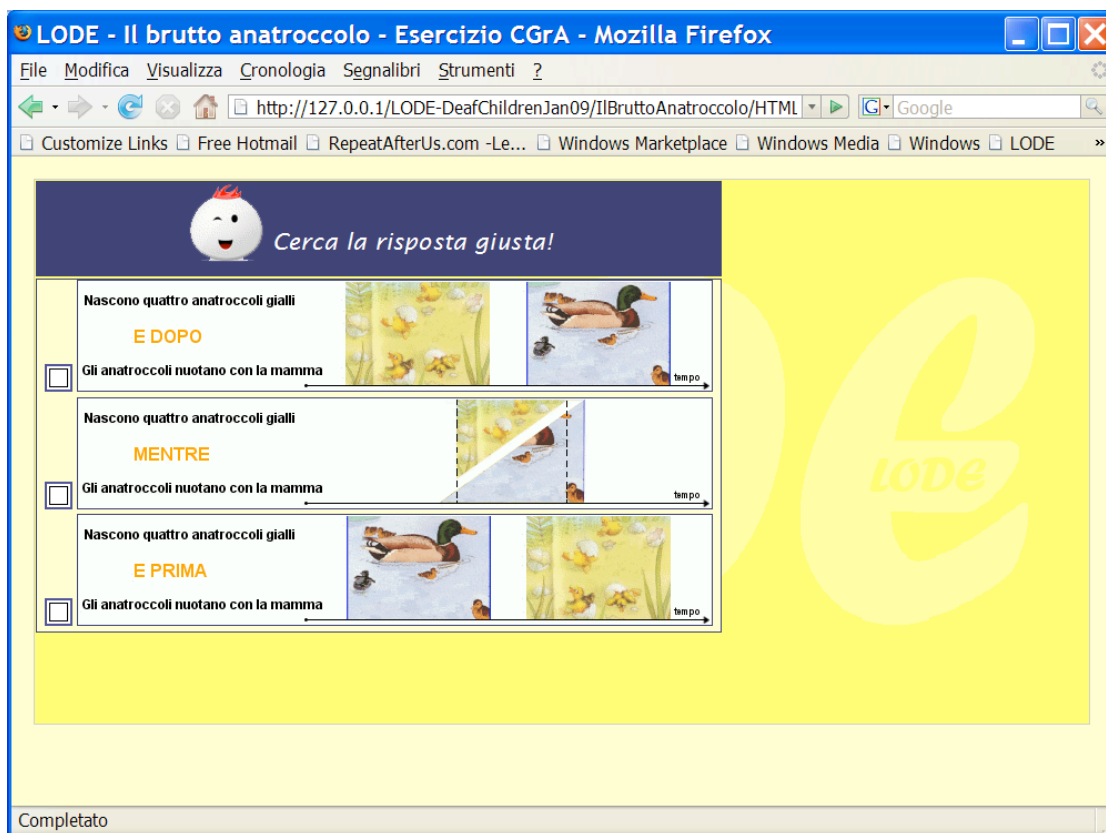 LODE - Il brutto anatroccolo - Esercizio CGrA - Mozilla Firefox
File Modifica Visualizza Cronologia Segnalibri Strumenti ?
http://127.0.0.1/LODE-DeafChildrenJan09/IlBruttoAnatroccolo/HTML G Google
Customize Links Free Hotmail RepeatAfterUs.com -Le... Windows Marketplace Windows Media Windows LODE »
Cerca la risposta giusta!
Nascono quattro anatroccoli gialli
E DOPO
Gli anatroccoli nuotano con la mamma
tempo
Nascono quattro anatroccoli gialli
MENTRE
Gli anatroccoli nuotano con la mamma
tempo
Nascono quattro anatroccoli gialli
E PRIMA
Gli anatroccoli nuotano con la mamma
tempo
LODE
Completato